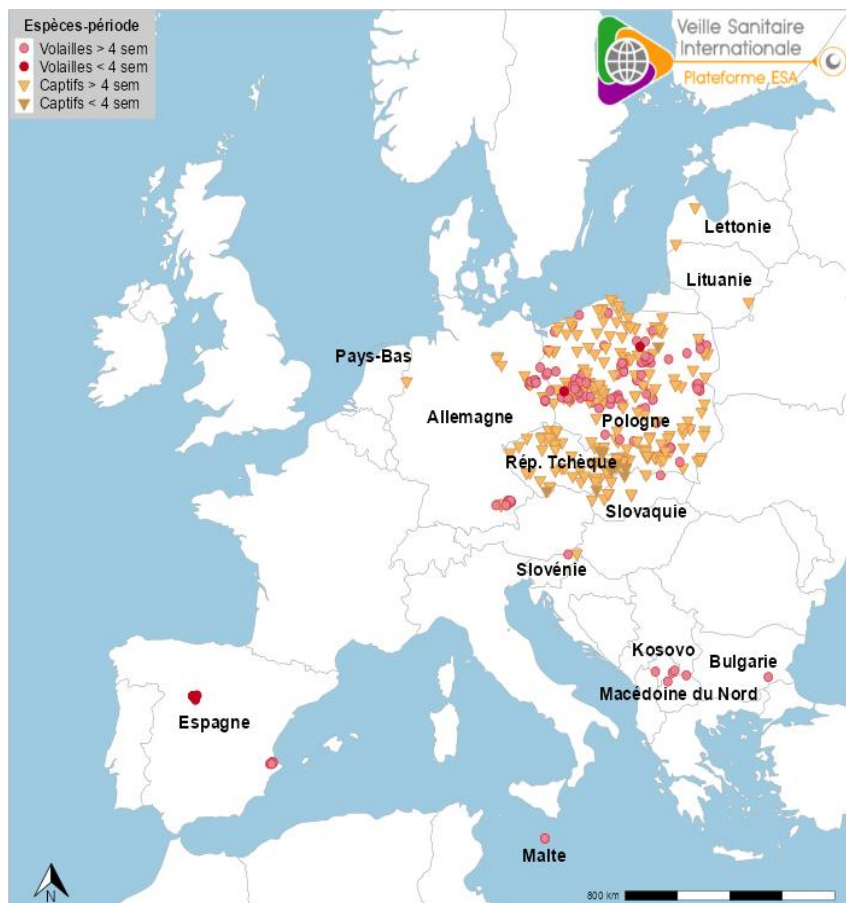 Espèces-période
Volailles > 4 sem
Volailles < 4 sem
Captifs > 4 sem
Captifs < 4 sem
Veille Sanitaire
Internationale
Plateforme ESA
Lettonie
Lituanie
Pays-Bas
Allemagne
Pologne
Rép. Tchèque
Slovaquie
Slovénie
Kosovo
Bulgarie
Macédoine du Nord
Espagne
Malte
N
800 km